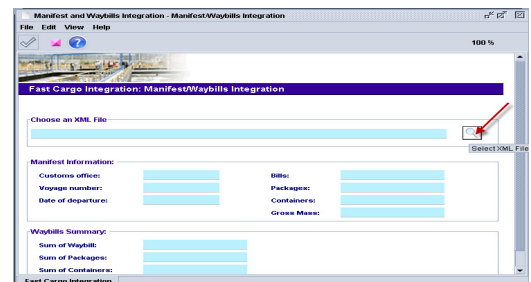 Manifest and Waybills Integration - Manifest/Waybills Integration
File Edit View Help
100 %
Fast Cargo Integration: Manifest/Waybills Integration
Choose an XML File
Select XML File
Manifest Information:
Customs office: Bills:
Voyage number: Packages:
Date of departure: Containers:
Gross Mass:
Waybills Summary:
Sum of Waybill:
Sum of Packages:
Sum of Containers:
Fast Cargo Integration